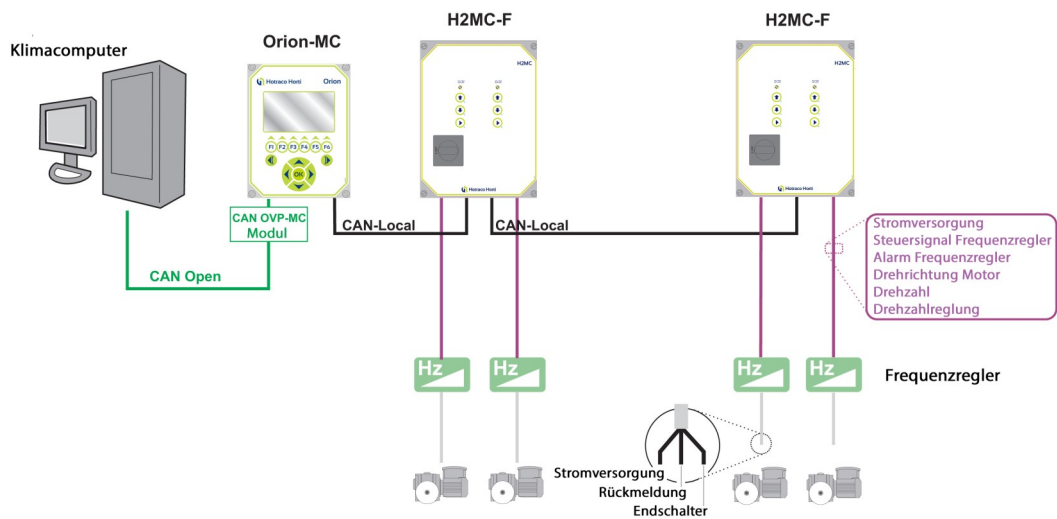 Klimacomputer
Orion-MC
H2MC-F
H2MC-F
Hotraco Horti Orion
F1 F2 F3 F4 F5 F6
OK
H2MC
Hotraco Horti
H2MC
Hotraco Horti
CAN OVP-MC
Modul
CAN Open
CAN-Local
CAN-Local
Stromversorgung
Steuersignal Frequenzregler
Alarm Frequenzregler
Drehrichtung Motor
Drehzahl
Drehzahlreglung
Hz
Hz
Hz
Hz
Frequenzregler
Stromversorgung
Rückmeldung
Endschalter